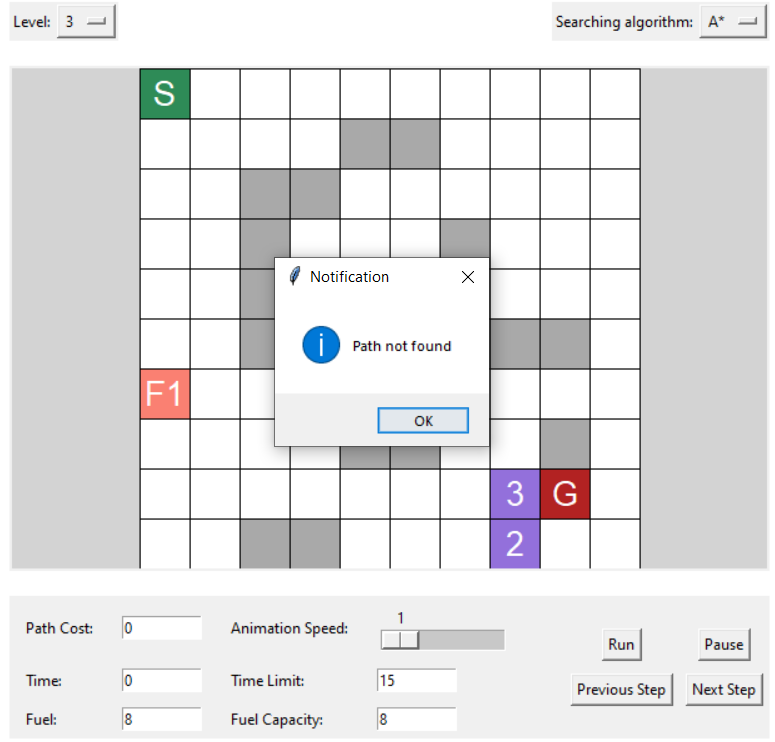 Level: 3
Searching algorithm: A*
S
Notification
Path not found
F1
OK
3 G
2
Path Cost: 0
Animation Speed: 1
Run
Pause
Time: 0
Time Limit: 15
Previous Step
Next Step
Fuel: 8
Fuel Capacity: 8